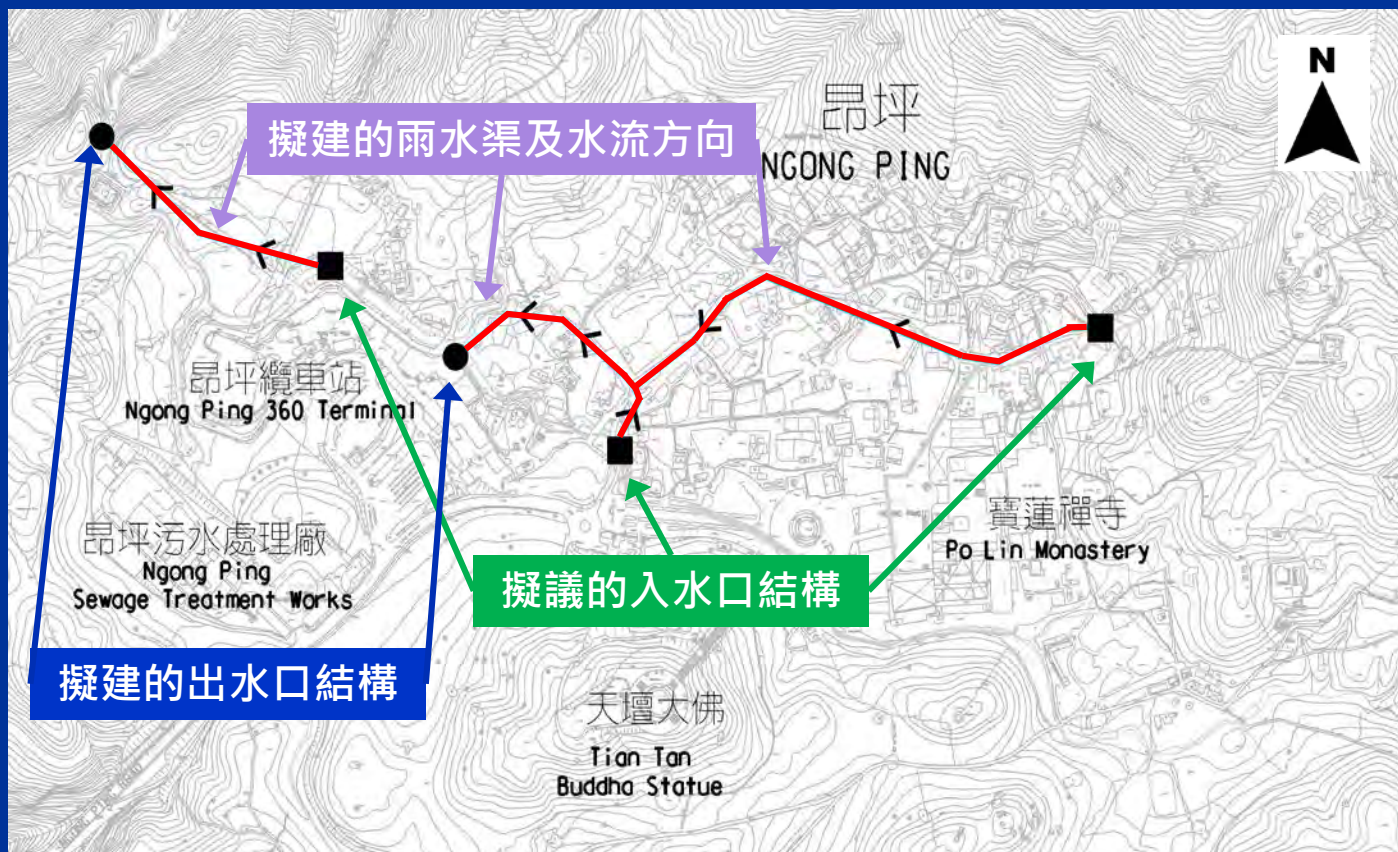 N
昂坪
NGONG PING
擬建的雨水渠及水流方向
昂坪纜車站
Ngong Ping 360 Terminal
昂坪污水處理廠
Ngong Ping
Sewage Treatment Works
寶蓮禪寺
Po Lin Monastery
擬議的入水口結構
擬建的出水口結構
天壇大佛
Tian Tan
Buddha Statue